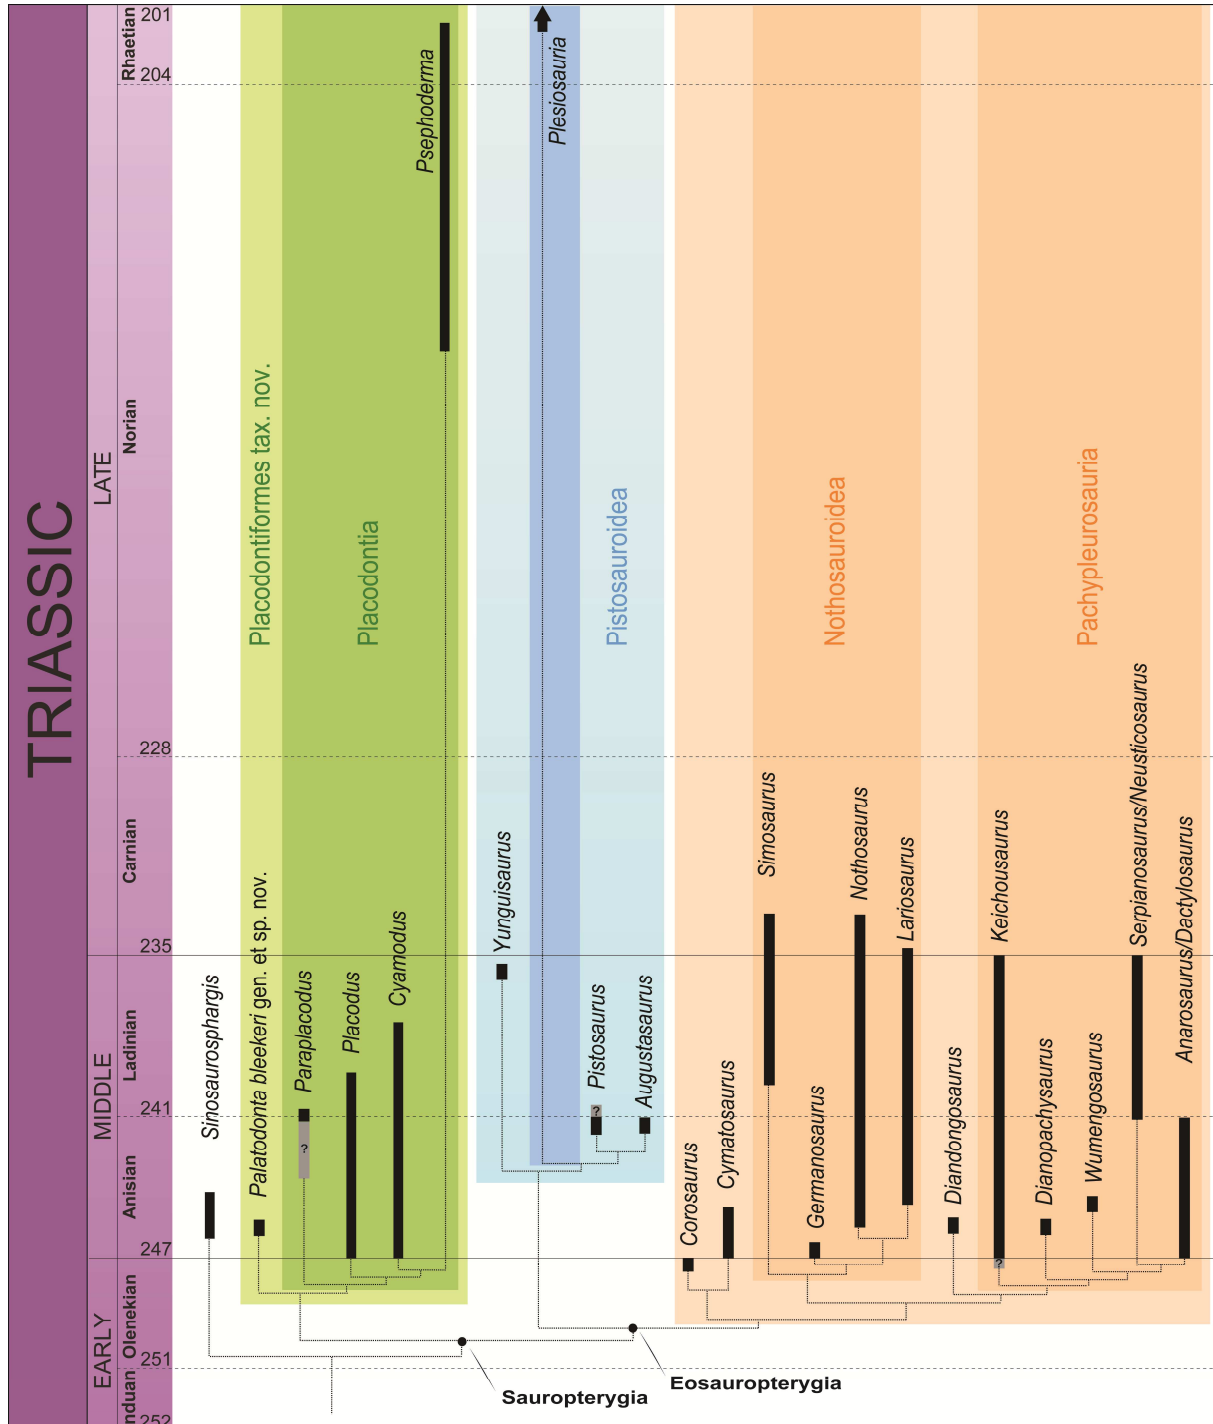 TRIASSIC
LATE
MIDDLE
EARLY
Rhaetian
Norian
Carnian
Ladinian
Anisian
Olenekian
nduan
201
204
228
235
241
247
251
252
Sinosaurosphargis
Placodontiformes tax. nov.
Palatodonta bleekeri gen. et sp. nov.
Placodontia
Paraplacodus
?
Placodus
Cyamodus
Psephoderma
Yunguisaurus
Plesiosauria
Pistosauroidea
Pistosaurus
?
Augustasaurus
Corosaurus
Cymatosaurus
Nothosauroidea
Simosaurus
Germanosaurus
Nothosaurus
Lariosaurus
Pachypleurosauria
Diandongosaurus
Keichousaurus
?
Dianopachysaurus
Wumengosaurus
Serpianosaurus/Neusticosaurus
Anarosaurus/Dactylosaurus
Sauropterygia
Eosauropterygia